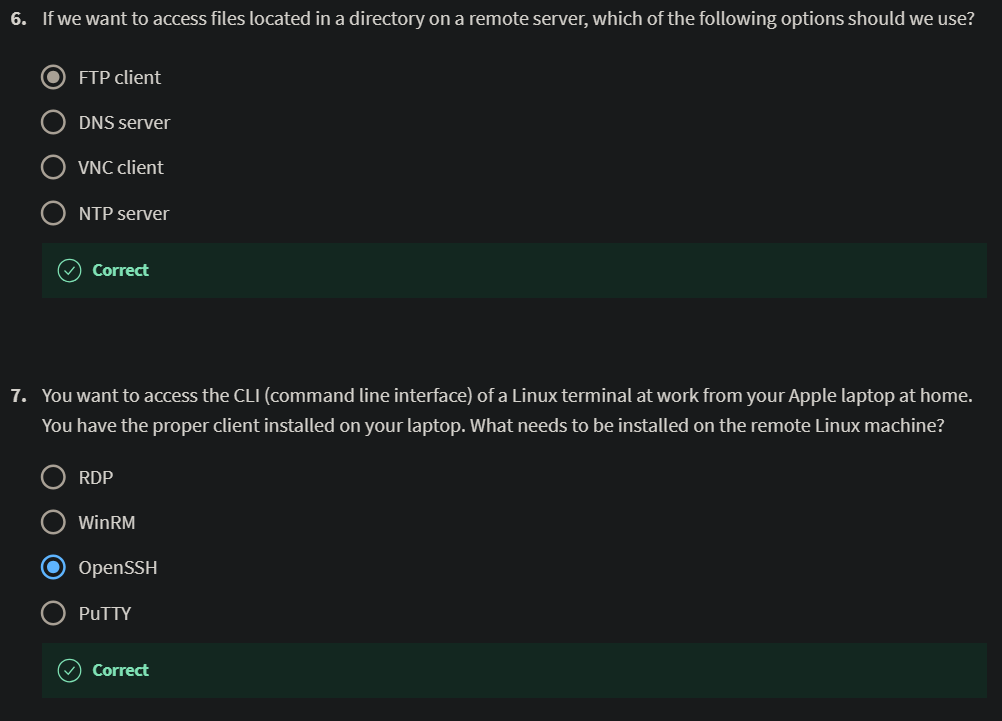 6. If we want to access files located in a directory on a remote server, which of the following options should we use?
FTP client
DNS server
VNC client
NTP server
Correct
7. You want to access the CLI (command line interface) of a Linux terminal at work from your Apple laptop at home.
You have the proper client installed on your laptop. What needs to be installed on the remote Linux machine?
RDP
WinRM
OpenSSH
PuTTY
Correct